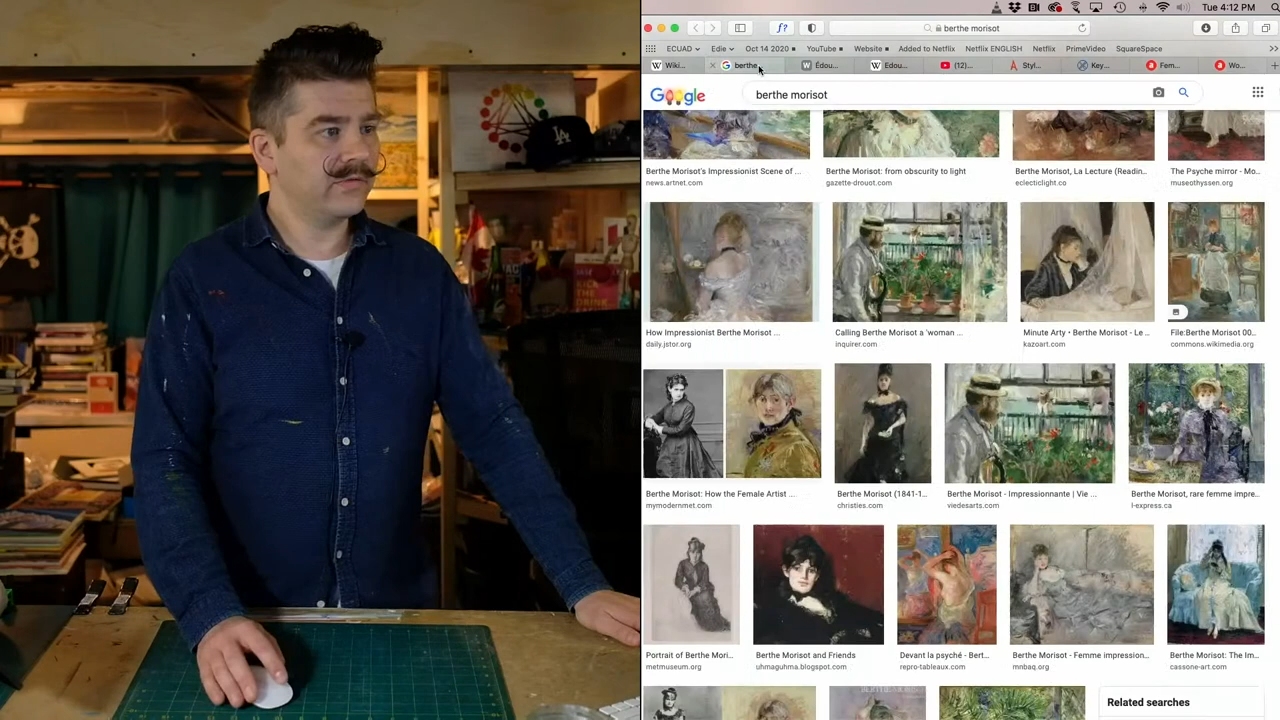 LA
KICK
THE
DRINK
Tue 4:12 PM
f?
berthe morisot
ECUAD
Edie
Oct 14 2020
YouTube
Website
Added to Netflix
Netflix ENGLISH
Netflix
PrimeVideo
SquareSpace
W Wiki...
G berthe
W Édou...
W Edou...
(12)...
Styl...
Key...
Fem...
Wo...
Google
berthe morisot
Berthe Morisot's Impressionist Scene of ...
news.artnet.com
Berthe Morisot: from obscurity to light
gazette-drouot.com
Berthe Morisot, La Lecture (Readin...
eclecticlight.co
The Psyche mirror - Mo...
museothyssen.org
How Impressionist Berthe Morisot ...
daily.jstor.org
Calling Berthe Morisot a 'woman ...
inquirer.com
Minute Arty • Berthe Morisot - Le ..
kazoart.com
File:Berthe Morisot 00..
commons.wikimedia.org
Berthe Morisot: How the Female Artist ...
mymodernmet.com
Berthe Morisot (1841-1...
christies.com
Berthe Morisot - Impressionnante | Vie ...
viedesarts.com
Berthe Morisot, rare femme impre...
l-express.ca
Portrait of Berthe Mori...
metmuseum.org
Berthe Morisot and Friends
uhmaguhma.blogspot.com
Devant la psyché - Bert...
repro-tableaux.com
Berthe Morisot - Femme impression...
mnbaq.org
Berthe Morisot: The Im...
cassone-art.com
Related searches